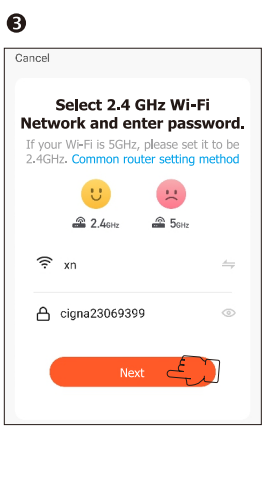 ❸
Cancel
Select 2.4 GHz Wi-Fi
Network and enter password.
If your Wi-Fi is 5GHz, please set it to be
2.4GHz. Common router setting method
2.4GHz 5GHz
xn
cigna23069399
Next